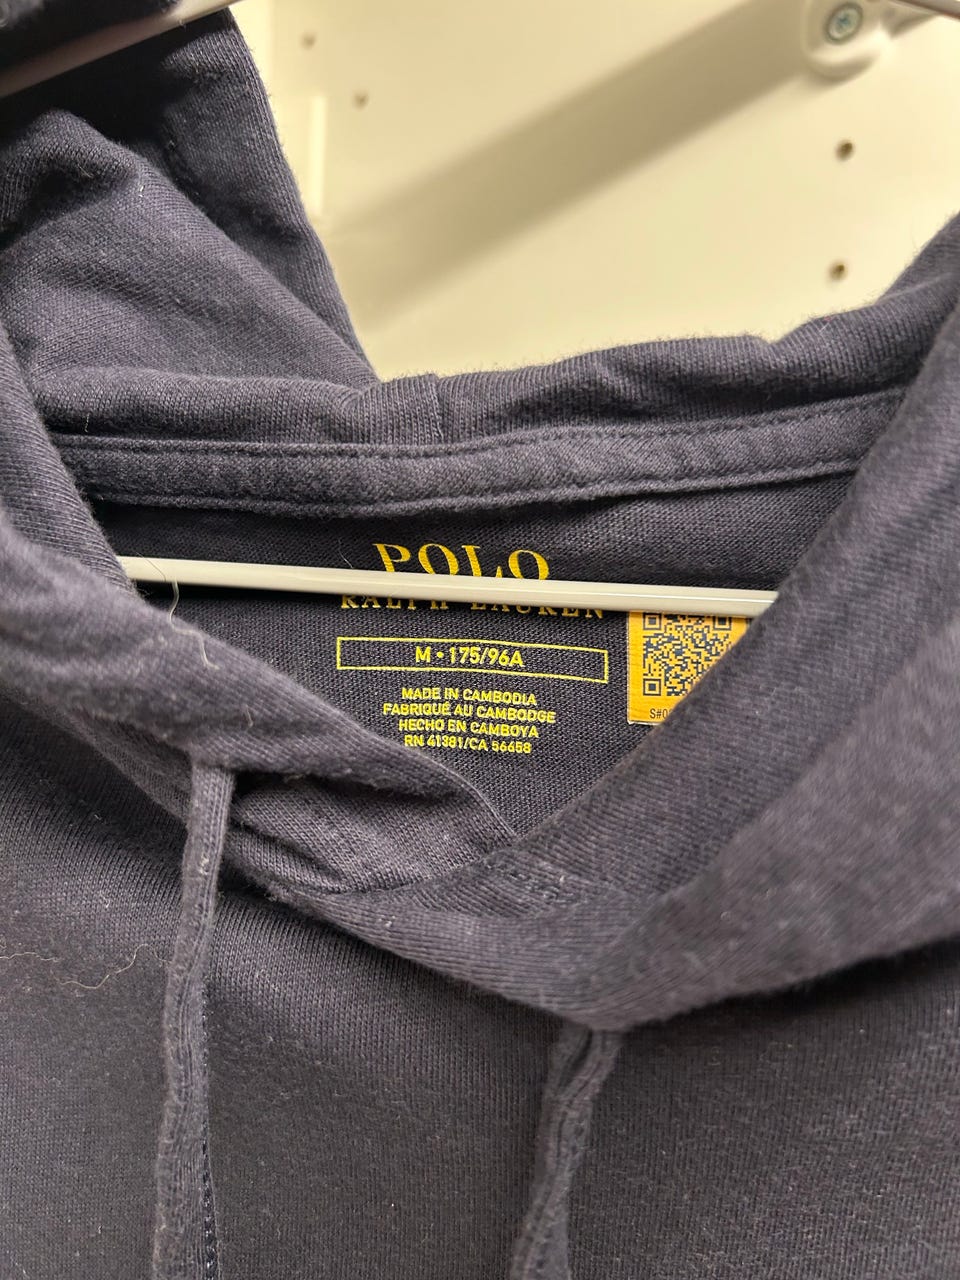 POLO
RALPH LAUREN
M • 175/96A
MADE IN CAMBODIA
FABRIQUÉ AU CAMBODGE
HECHO EN CAMBOYA
RN 41381/CA 56658